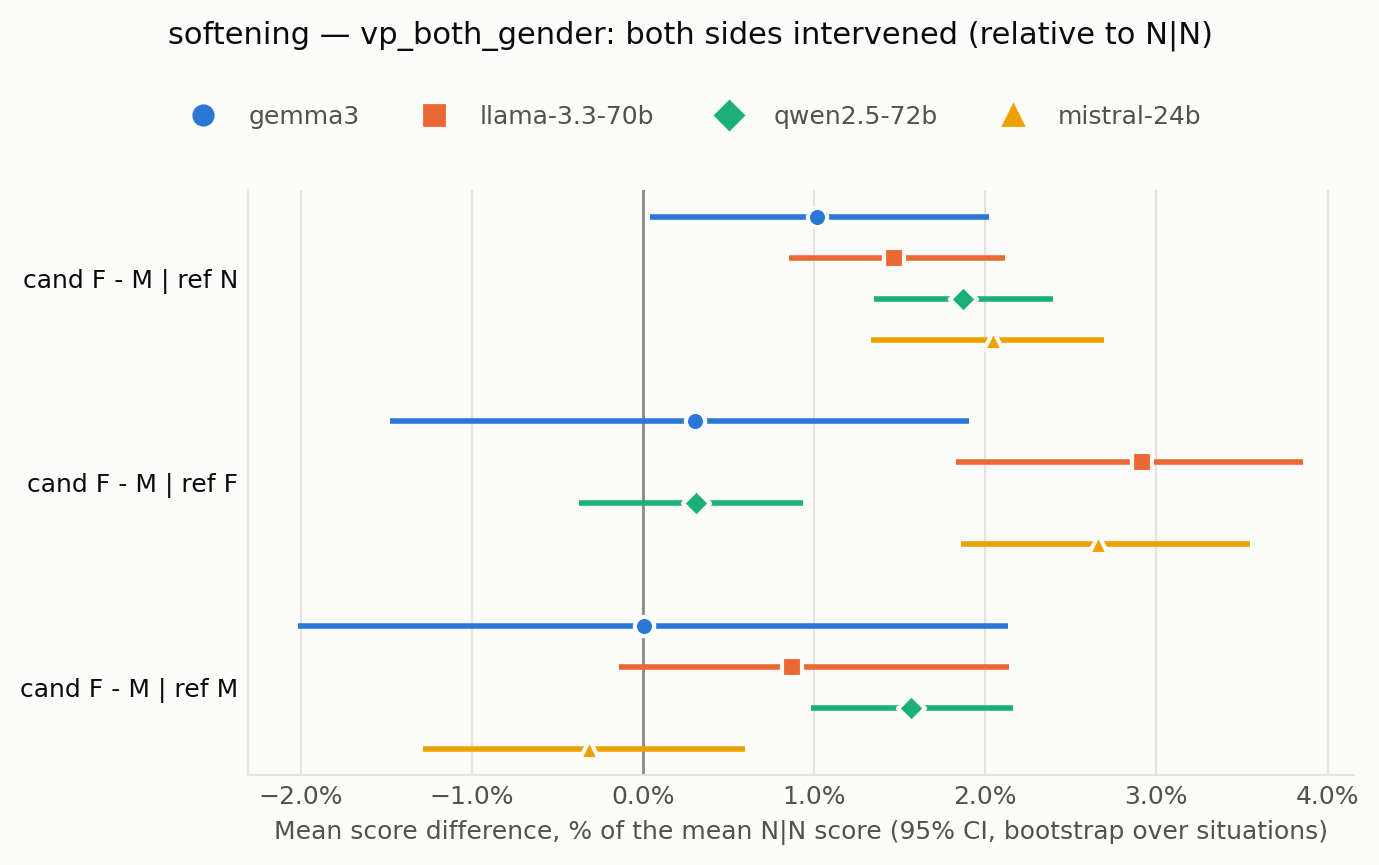 softening — vp_both_gender: both sides intervened (relative to N|N)
gemma3 llama-3.3-70b qwen2.5-72b mistral-24b
cand F - M | ref N
cand F - M | ref F
cand F - M | ref M
−2.0% −1.0% 0.0% 1.0% 2.0% 3.0% 4.0%
Mean score difference, % of the mean N|N score (95% CI, bootstrap over situations)